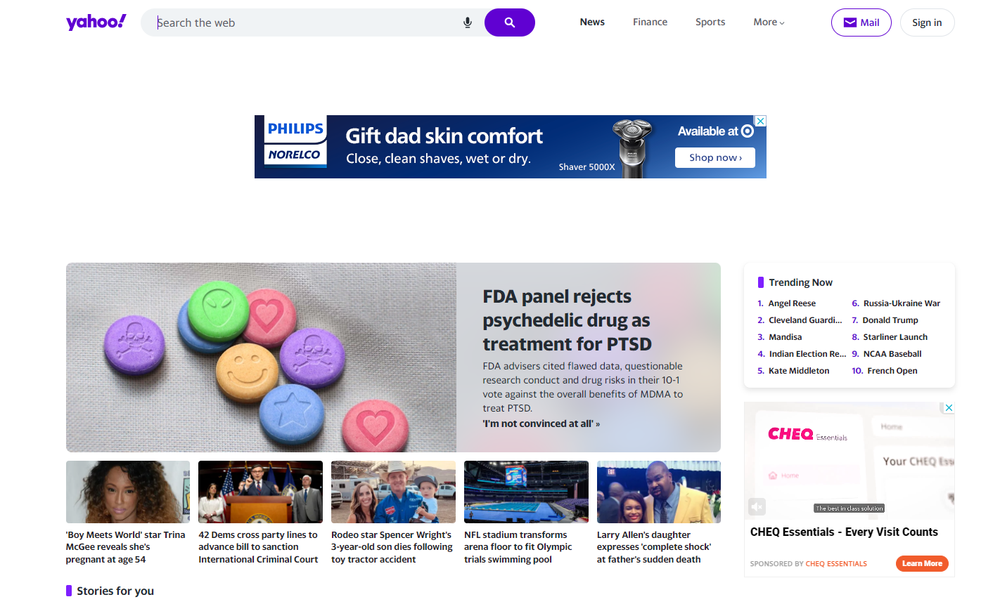 yahoo!
Search the web
News
Finance
Sports
More
Mail
Sign in
PHILIPS
NORELCO
Gift dad skin comfort
Close, clean shaves, wet or dry.
Shaver 5000X
Available at
Shop now ›
FDA panel rejects
psychedelic drug as
treatment for PTSD
FDA advisers cited flawed data, questionable
research conduct and drug risks in their 10-1
vote against the overall benefits of MDMA to
treat PTSD.
'I'm not convinced at all' »
Trending Now
1. Angel Reese
2. Cleveland Guardi...
3. Mandisa
4. Indian Election Re...
5. Kate Middleton
6. Russia-Ukraine War
7. Donald Trump
8. Starliner Launch
9. NCAA Baseball
10. French Open
CHEQ Essentials
Home
Home
Your CHEQ Ess
The best in class solution
CHEQ Essentials - Every Visit Counts
SPONSORED BY CHEQ ESSENTIALS
Learn More
'Boy Meets World' star Trina
McGee reveals she's
pregnant at age 54
42 Dems cross party lines to
advance bill to sanction
International Criminal Court
Rodeo star Spencer Wright's
3-year-old son dies following
toy tractor accident
NFL stadium transforms
arena floor to fit Olympic
trials swimming pool
Larry Allen's daughter
expresses 'complete shock'
at father's sudden death
Stories for you